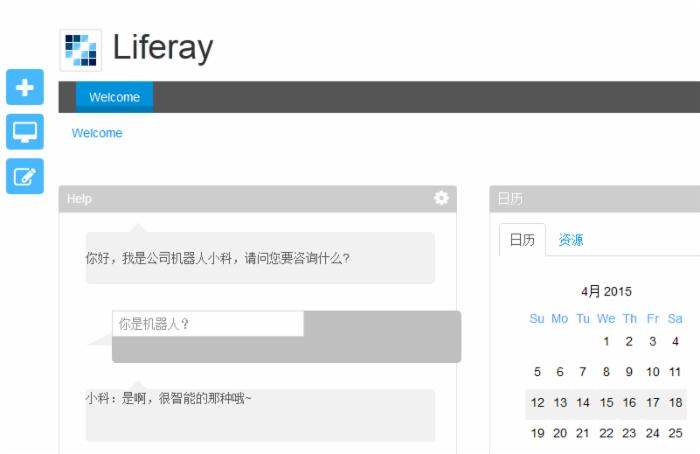 Liferay
Welcome
Welcome
Help
你好，我是公司机器人小科，请问您要咨询什么?
你是机器人？
小科：是啊，很智能的那种哦~
日历
日历 资源
4月 2015
Su Mo Tu We Th Fr Sa
1 2 3 4
5 6 7 8 9 10 11
12 13 14 15 16 17 18
19 20 21 22 23 24 25